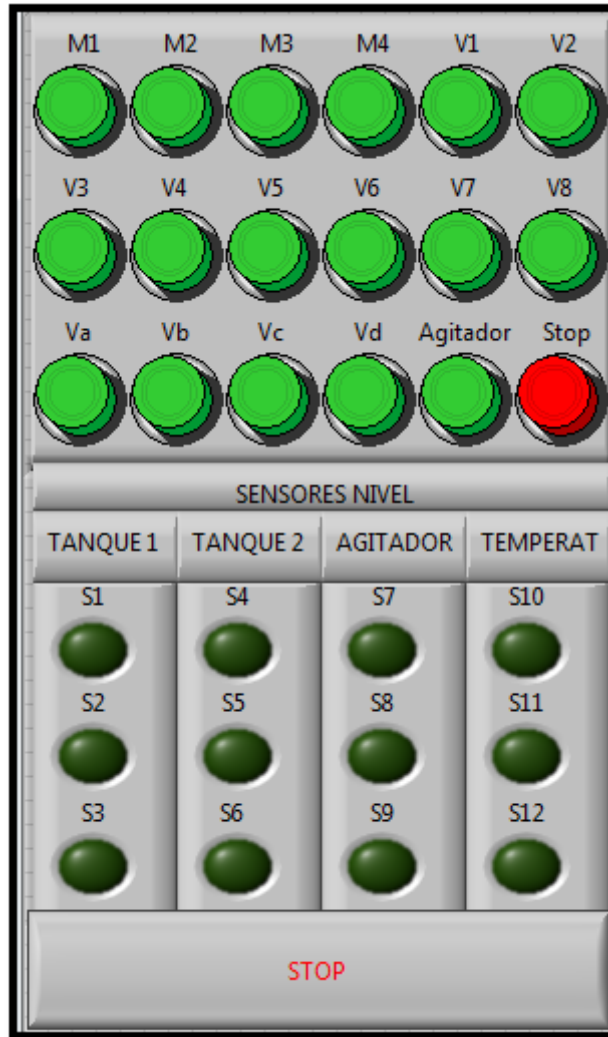 M1 M2 M3 M4 V1 V2
V3 V4 V5 V6 V7 V8
Va Vb Vc Vd Agitador Stop
SENSORES NIVEL
TANQUE 1 TANQUE 2 AGITADOR TEMPERAT
S1 S4 S7 S10
S2 S5 S8 S11
S3 S6 S9 S12
STOP